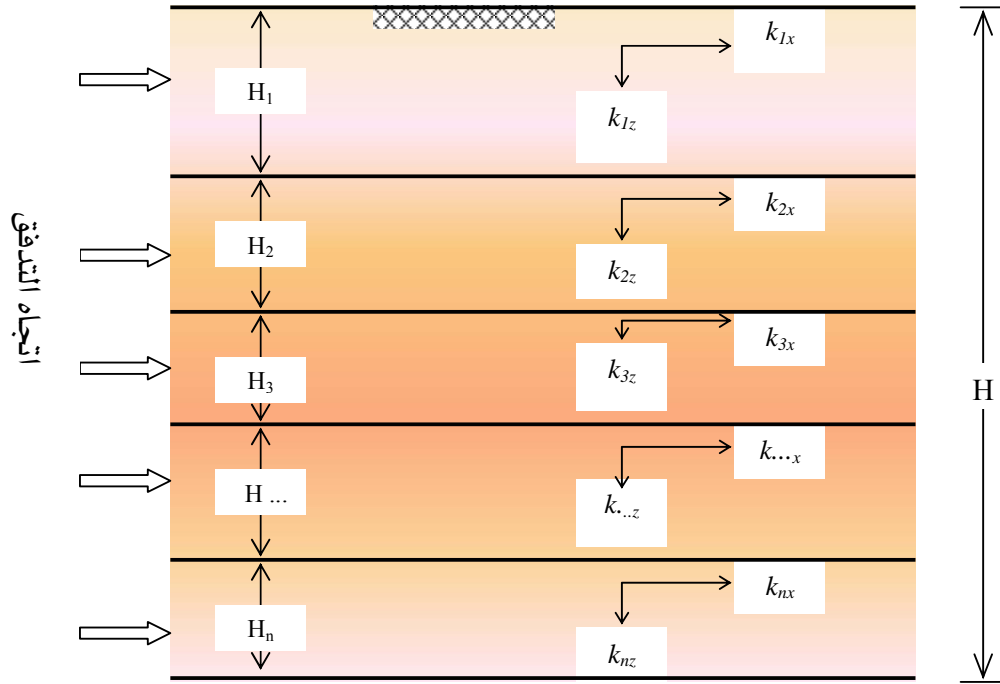 k1x
H1
k1z
k2x
H2
k2z
اتجاه التدفق
k3x
H3
k3z
H
k...x
H ...
k...z
knx
Hn
knz